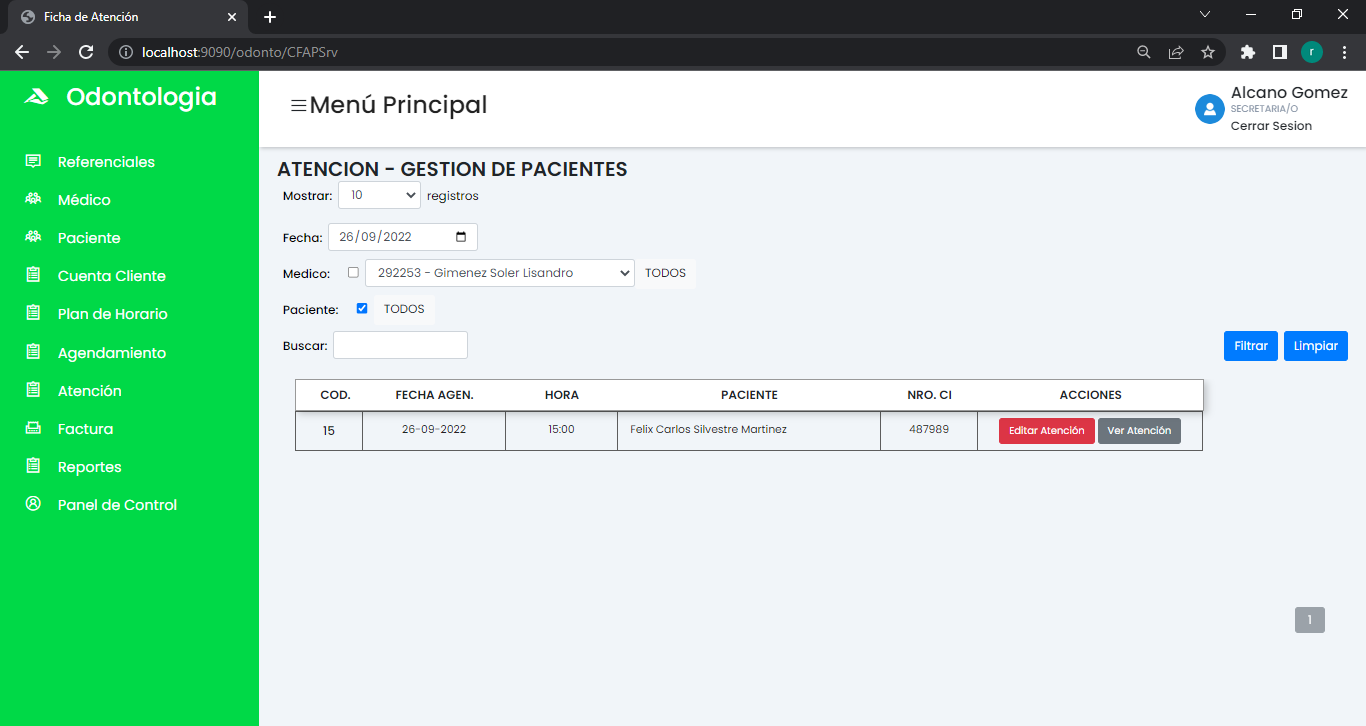 Ficha de Atención
localhost:9090/odonto/CFAPSrv
r
Odontologia
Referenciales
Médico
Paciente
Cuenta Cliente
Plan de Horario
Agendamiento
Atención
Factura
Reportes
Panel de Control
Menú Principal
Alcano Gomez
SECRETARIA/O
Cerrar Sesion
ATENCION - GESTION DE PACIENTES
Mostrar: 10 registros
Fecha: 26/09/2022
Medico: 292253 - Gimenez Soler Lisandro TODOS
Paciente: TODOS
Buscar:
Filtrar Limpiar
COD. FECHA AGEN. HORA PACIENTE NRO. CI ACCIONES
15 26-09-2022 15:00 Felix Carlos Silvestre Martinez 487989 Editar Atención Ver Atención
1